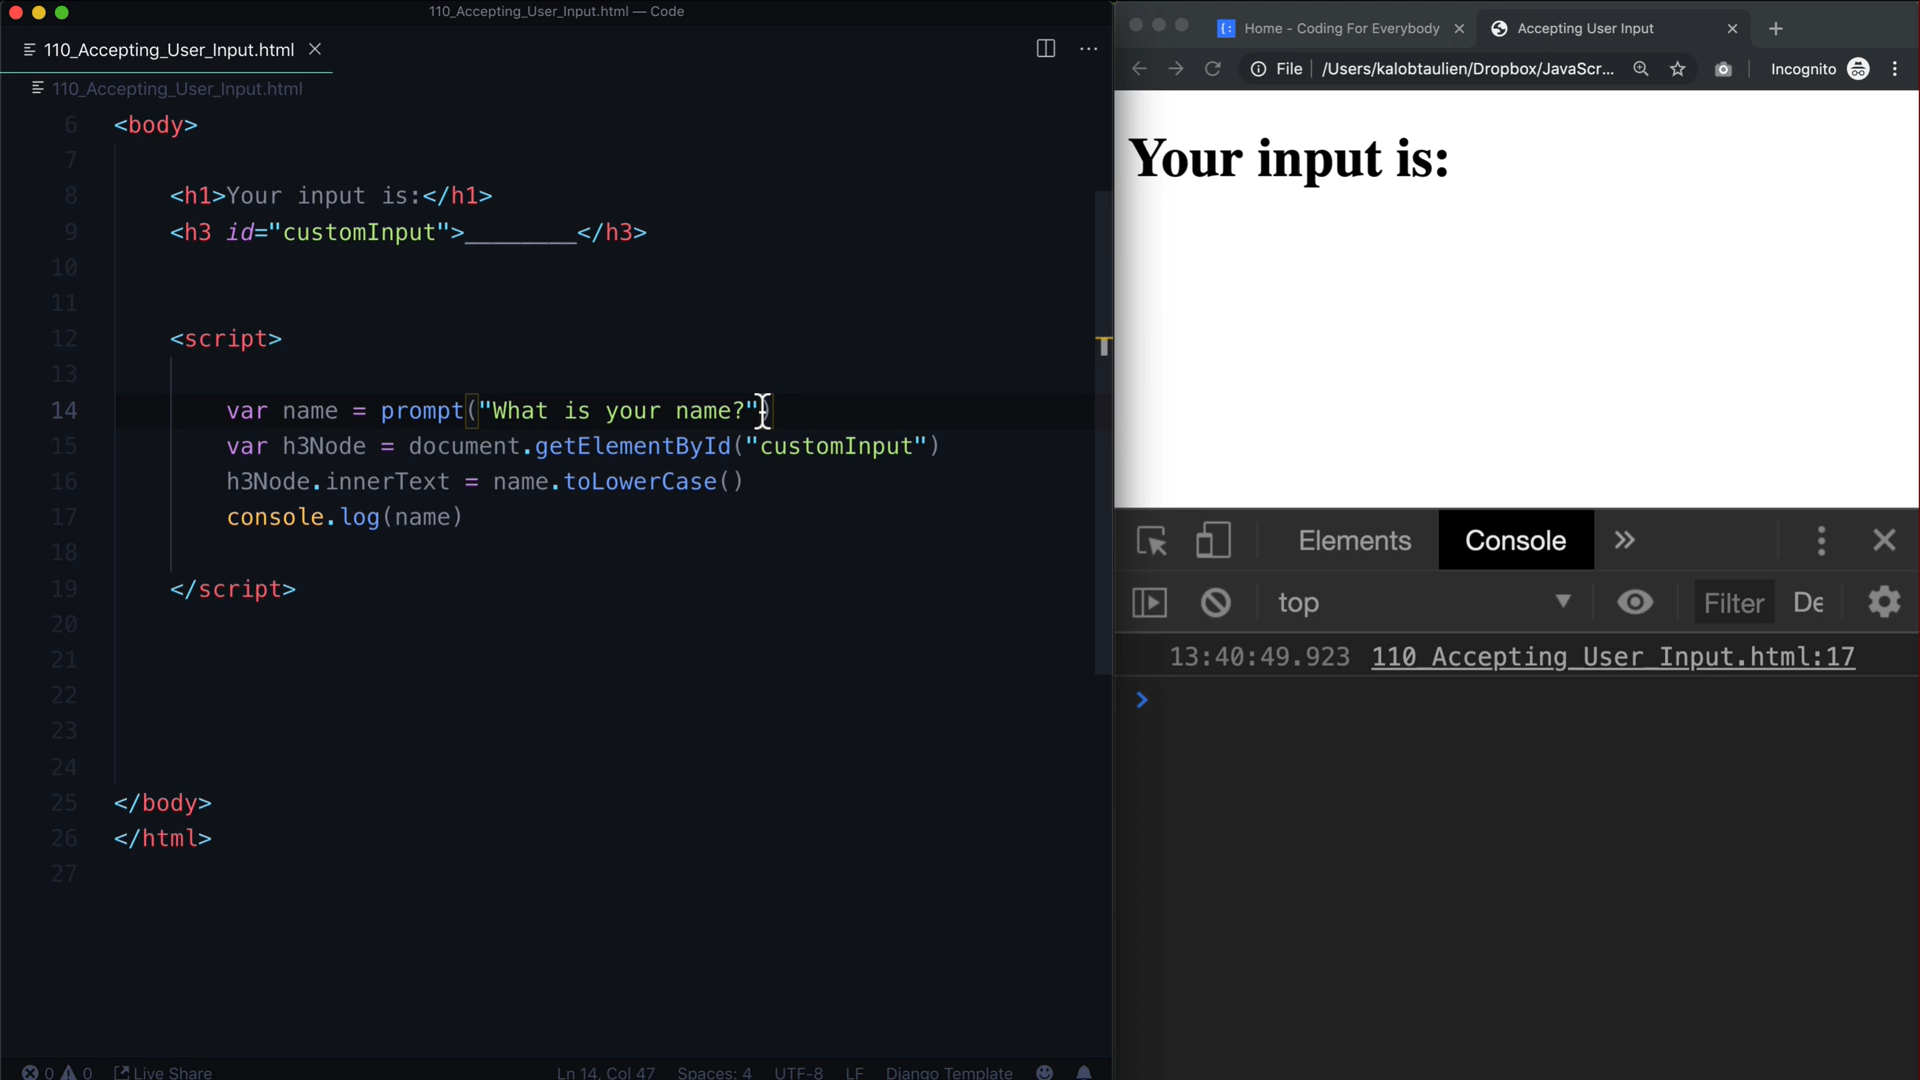 110_Accepting_User_Input.html — Code
110_Accepting_User_Input.html
110_Accepting_User_Input.html
6 <body>
7
8 <h1>Your input is:</h1>
9 <h3 id="customInput">________</h3>
10
11
12 <script>
13
14 var name = prompt("What is your name?")
15 var h3Node = document.getElementById("customInput")
16 h3Node.innerText = name.toLowerCase()
17 console.log(name)
18
19 </script>
20
21
22
23
24
25 </body>
26 </html>
27
0 0 Live Share Ln 14, Col 47 Spaces: 4 UTF-8 LF Django Template
Home - Coding For Everybody Accepting User Input
File /Users/kalobtaulien/Dropbox/JavaScr... Incognito
Your input is:
Elements Console
top Filter De
13:40:49.923 110_Accepting_User_Input.html:17